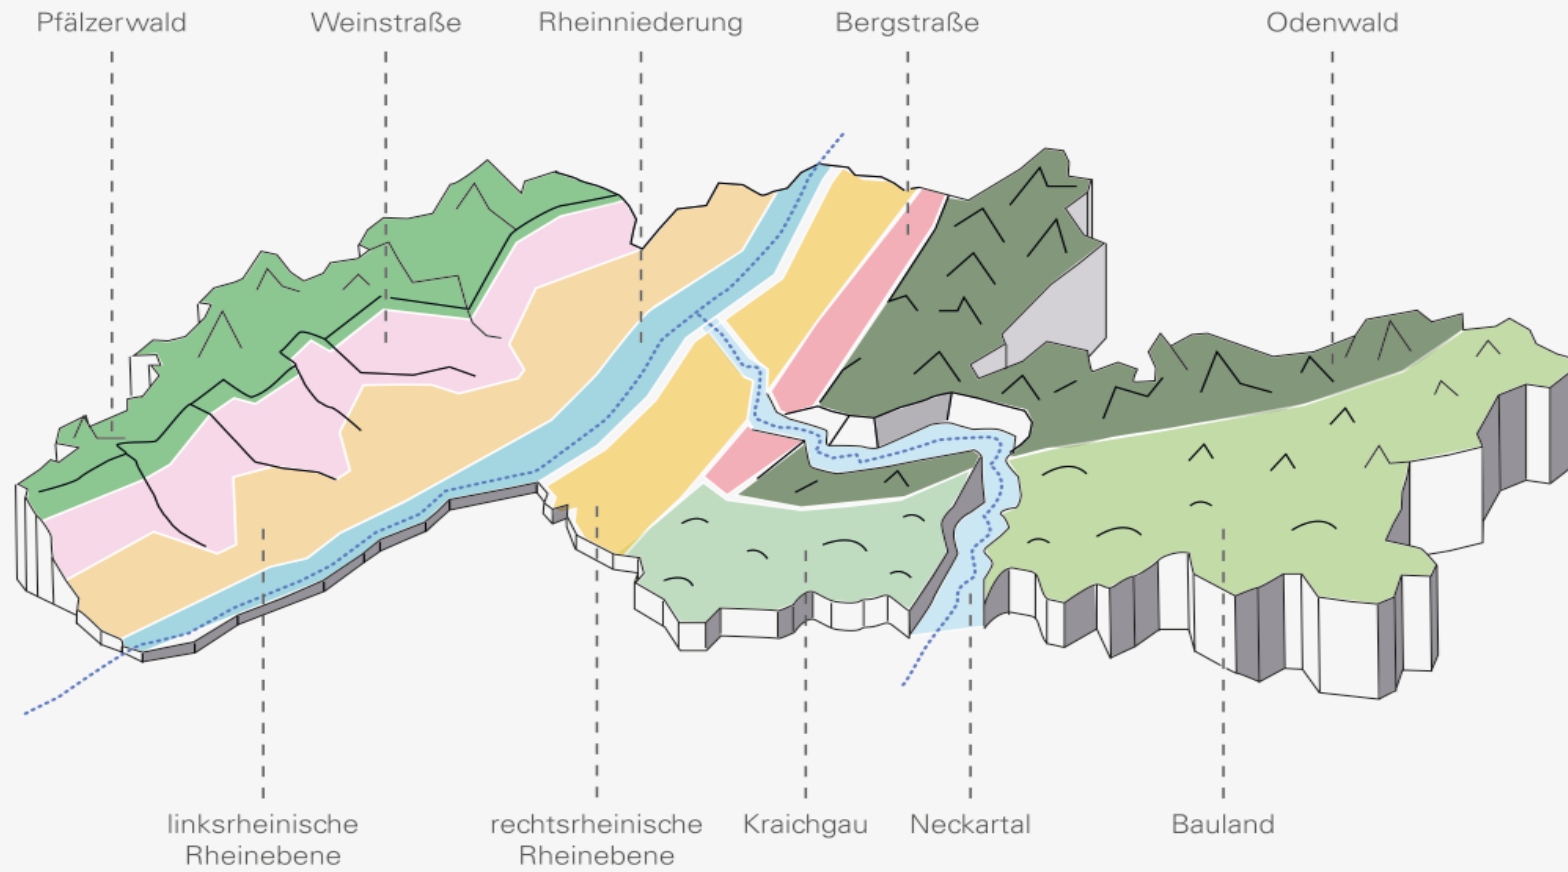 Pfälzerwald
Weinstraße
Rheinniederung
Bergstraße
Odenwald
linksrheinische
Rheinebene
rechtsrheinische
Rheinebene
Kraichgau
Neckartal
Bauland